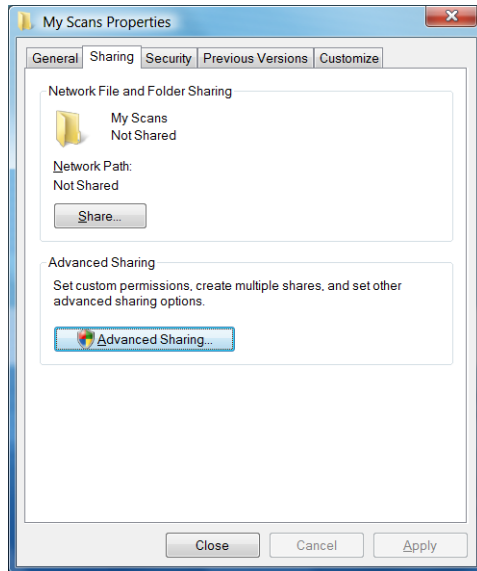 My Scans Properties
General Sharing Security Previous Versions Customize
Network File and Folder Sharing
My Scans
Not Shared
Network Path:
Not Shared
Share...
Advanced Sharing
Set custom permissions, create multiple shares, and set other
advanced sharing options.
Advanced Sharing...
Close Cancel Apply